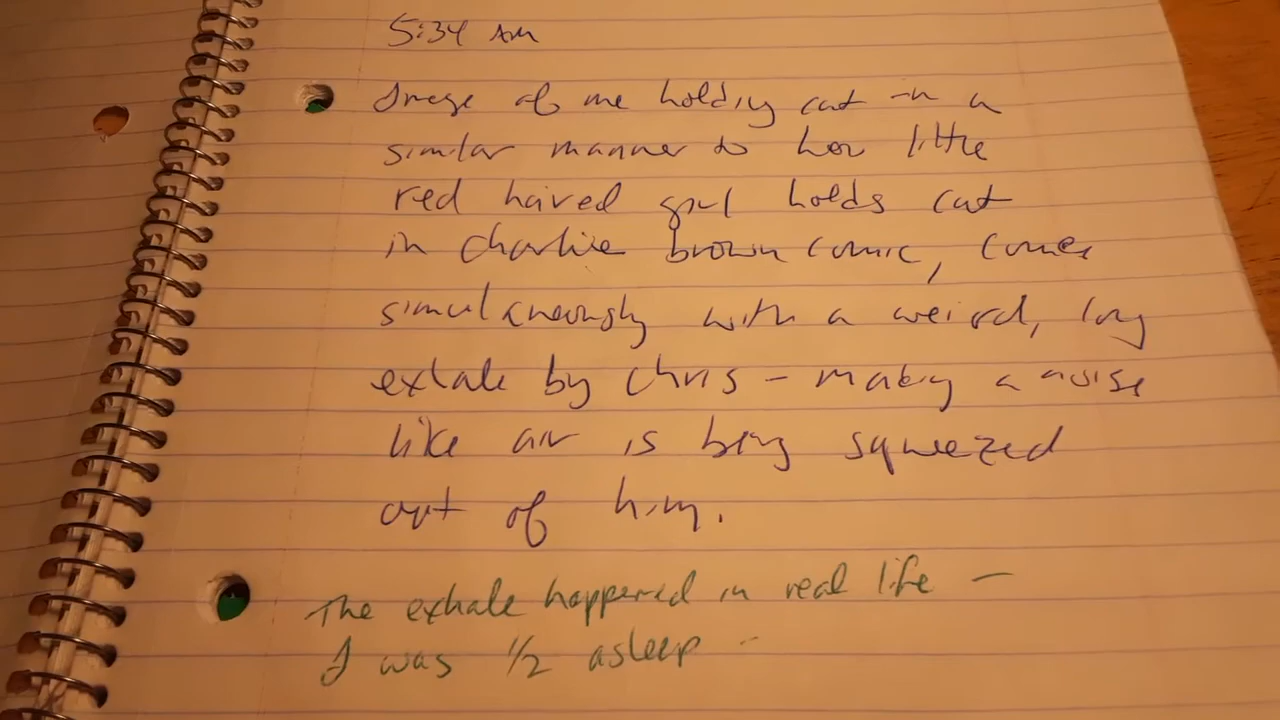 5:34 AM
Image of me holding cat in a
similar manner to how little
red haired girl holds cat
in charlie brown comic, comes
simultaneously with a weird, long
exhale by chris - making a noise
like air is being squeezed
out of him.
The exhale happened in real life -
I was 1/2 asleep -